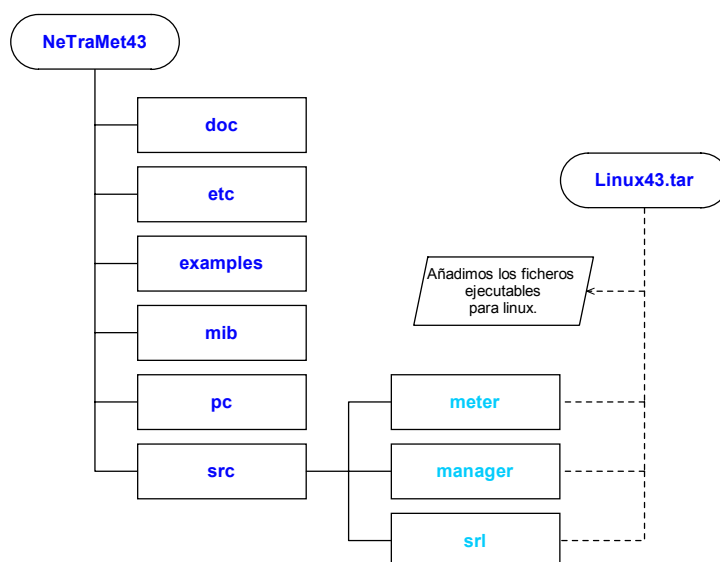 NeTraMet43
doc
etc
Linux43.tar
examples
Añadimos los ficheros
ejecutables
para linux.
mib
pc
meter
src
manager
srl